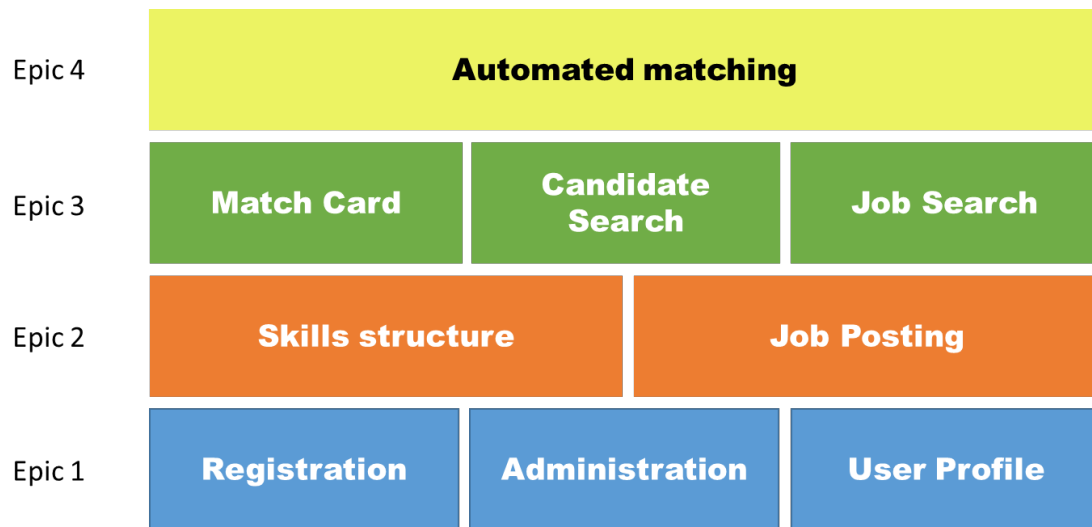 Epic 4
Automated matching
Epic 3
Match Card
Candidate
Search
Job Search
Epic 2
Skills structure
Job Posting
Epic 1
Registration
Administration
User Profile